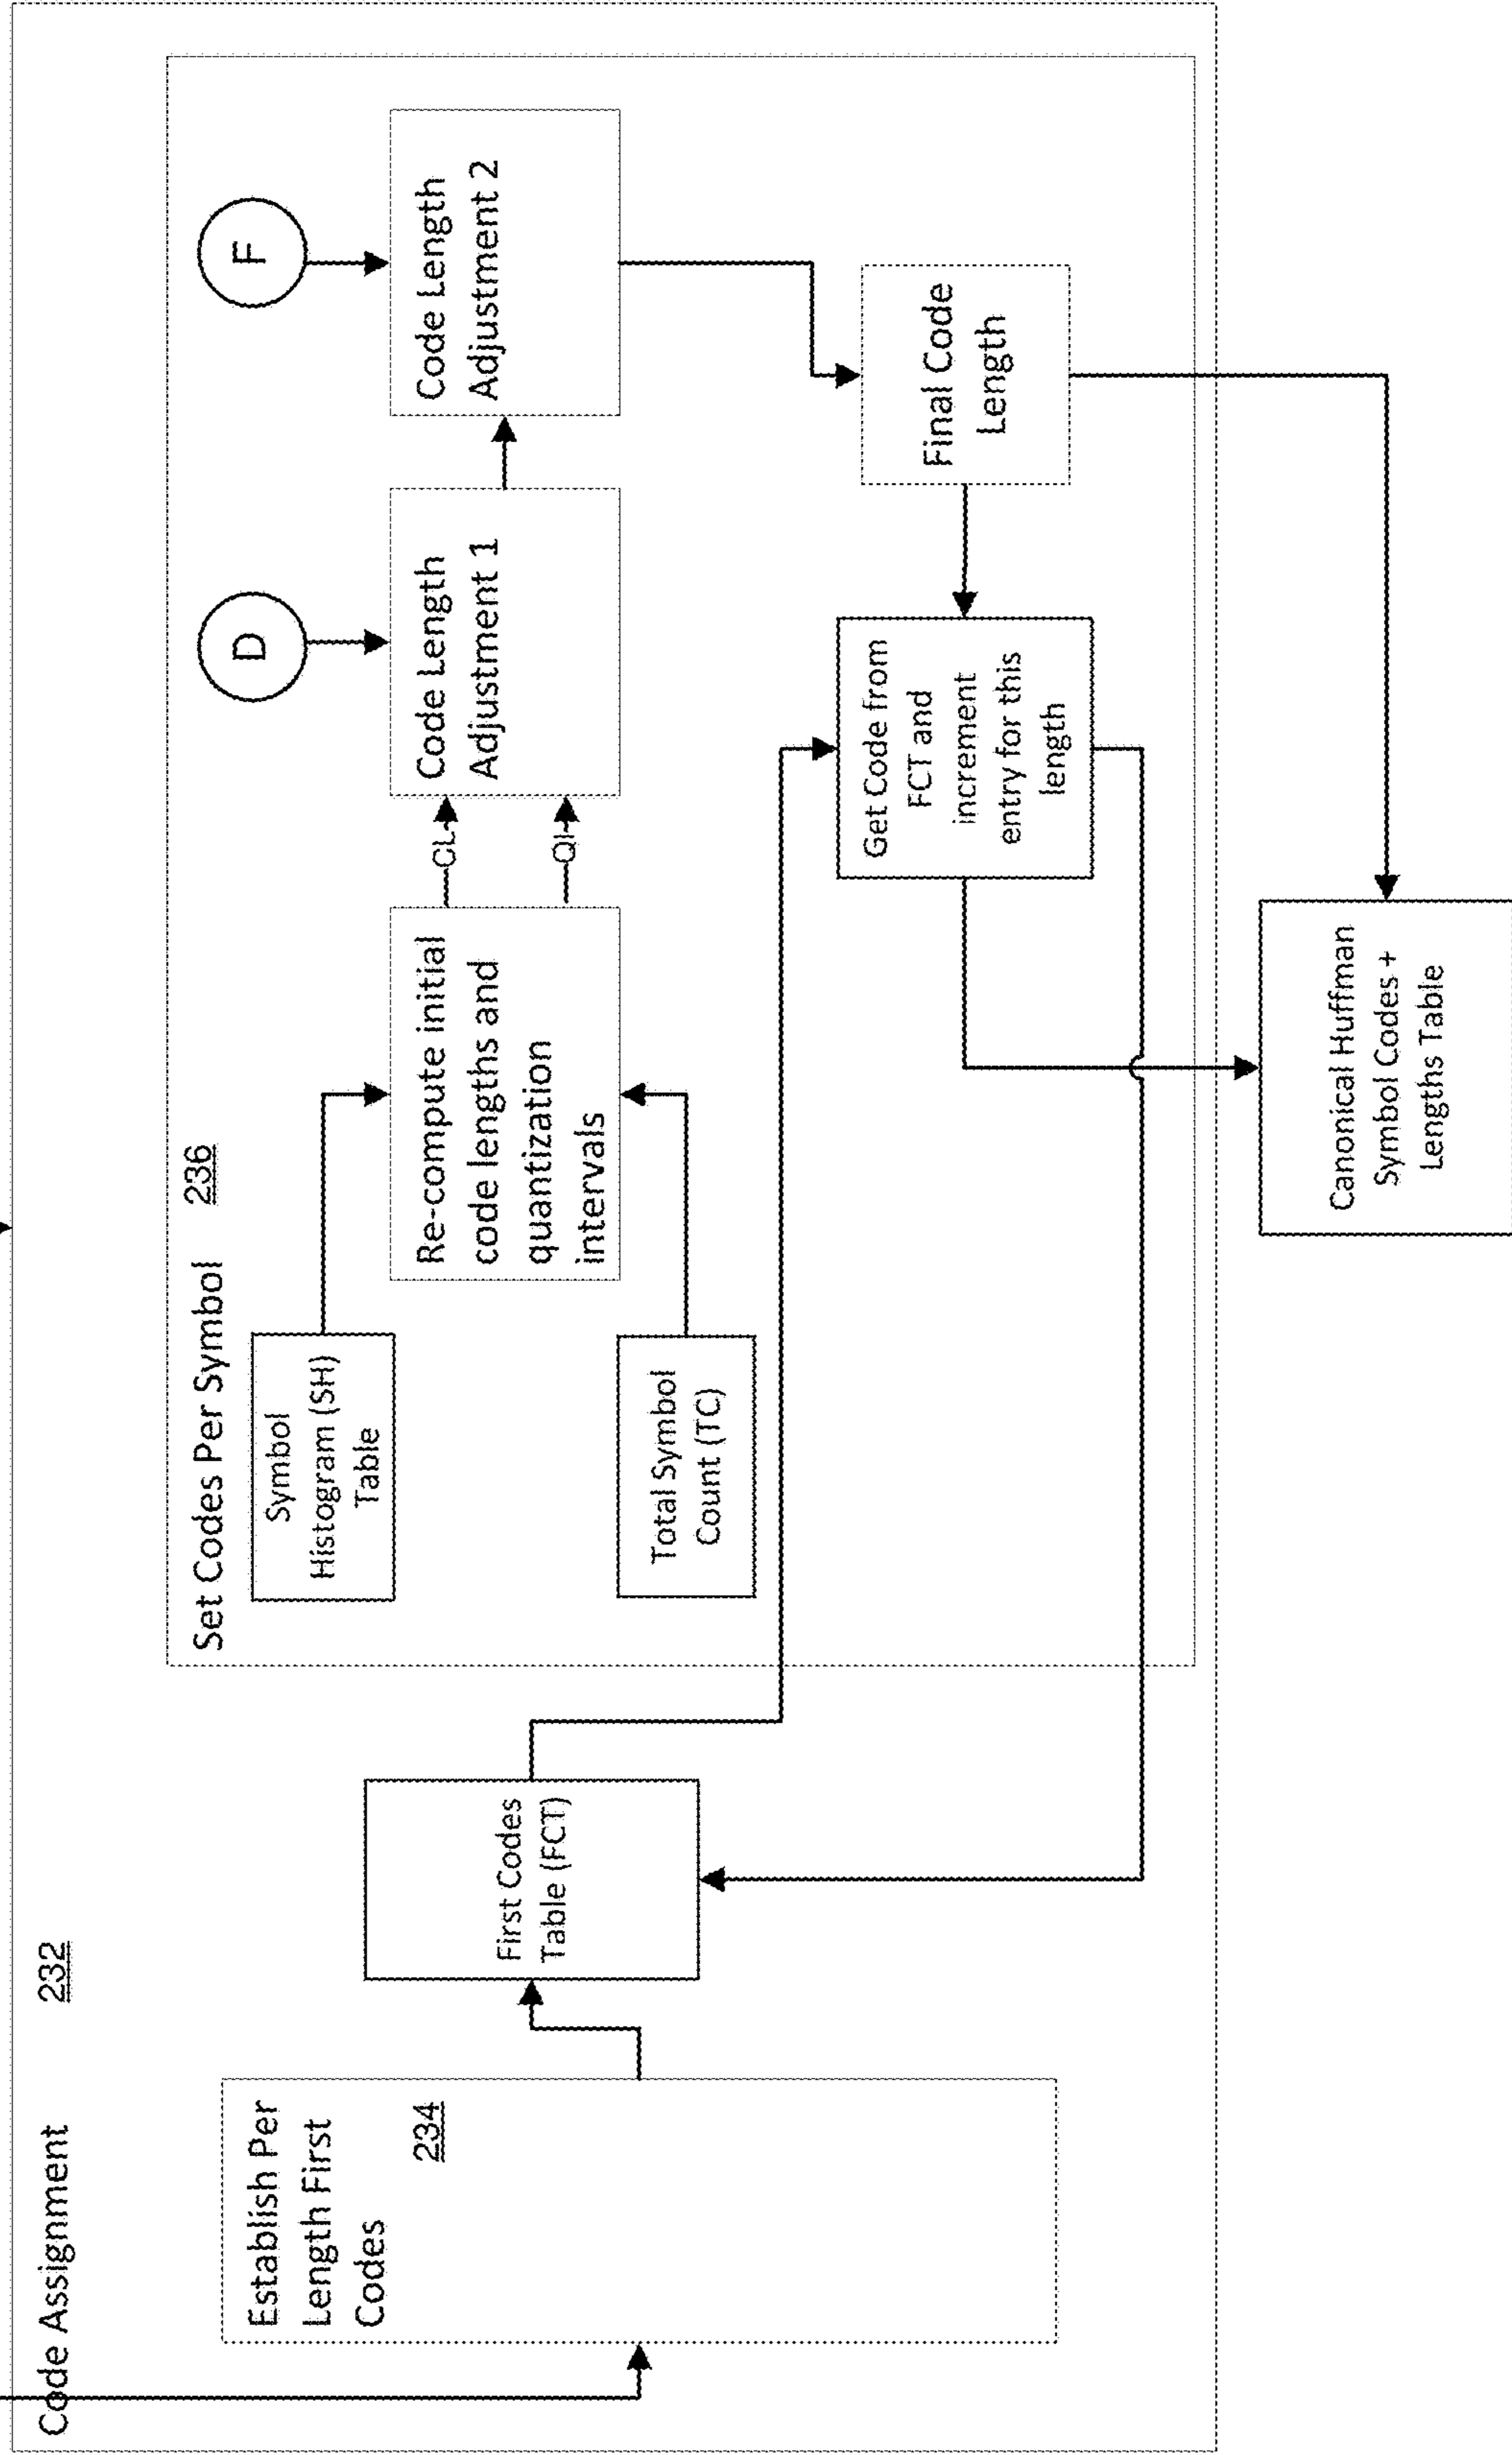 Code Assignment
232
Establish Per
Length First
Codes
234
First Codes
Table (FCT)
Set Codes Per Symbol
236
Symbol
Histogram (SH)
Table
Total Symbol
Count (TC)
Re-compute initial
code lengths and
quantization
intervals
CL
QI
D
Code Length
Adjustment 1
F
Code Length
Adjustment 2
Final Code
Length
Get Code from
FCT and
increment
entry for this
length
Canonical Huffman
Symbol Codes +
Lengths Table